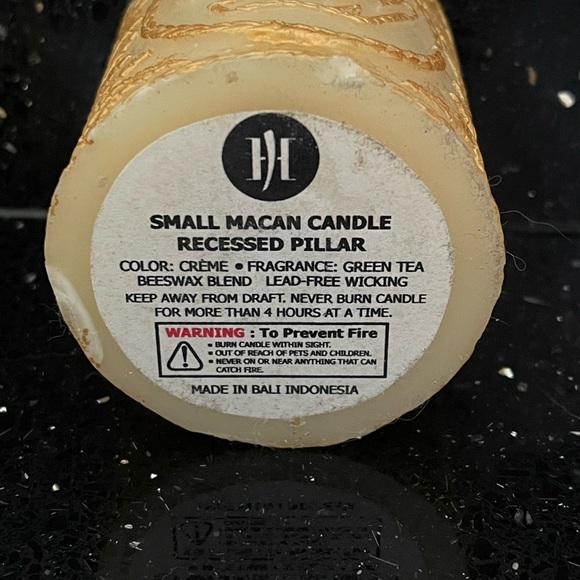 SMALL MACAN CANDLE
RECESSED PILLAR
COLOR: CRÈME • FRAGRANCE: GREEN TEA
BEESWAX BLEND LEAD-FREE WICKING
KEEP AWAY FROM DRAFT. NEVER BURN CANDLE
FOR MORE THAN 4 HOURS AT A TIME.
WARNING : To Prevent Fire
• BURN CANDLE WITHIN SIGHT.
• OUT OF REACH OF PETS AND CHILDREN.
• NEVER ON OR NEAR ANYTHING THAT CAN
CATCH FIRE.
MADE IN BALI INDONESIA